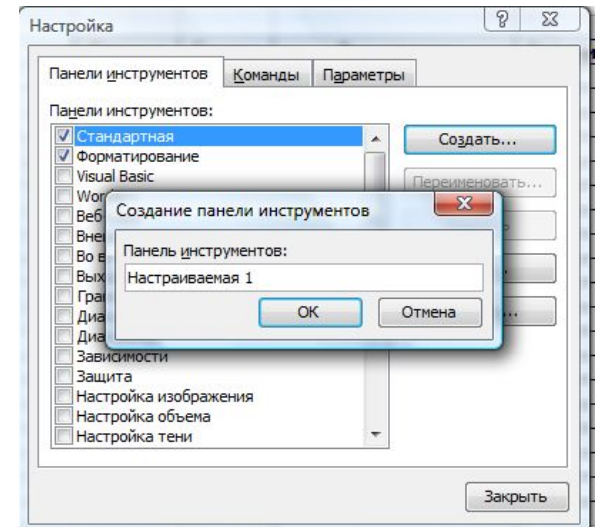 Настройка
Панели инструментов Команды Параметры
Панели инструментов:
Стандартная
Создать...
Форматирование
Visual Basic
Переименовать...
Создание панели инструментов
Панель инструментов:
Настраиваемая 1
ОК Отмена
Зависимости
Защита
Настройка изображения
Настройка объема
Настройка тени
Закрыть